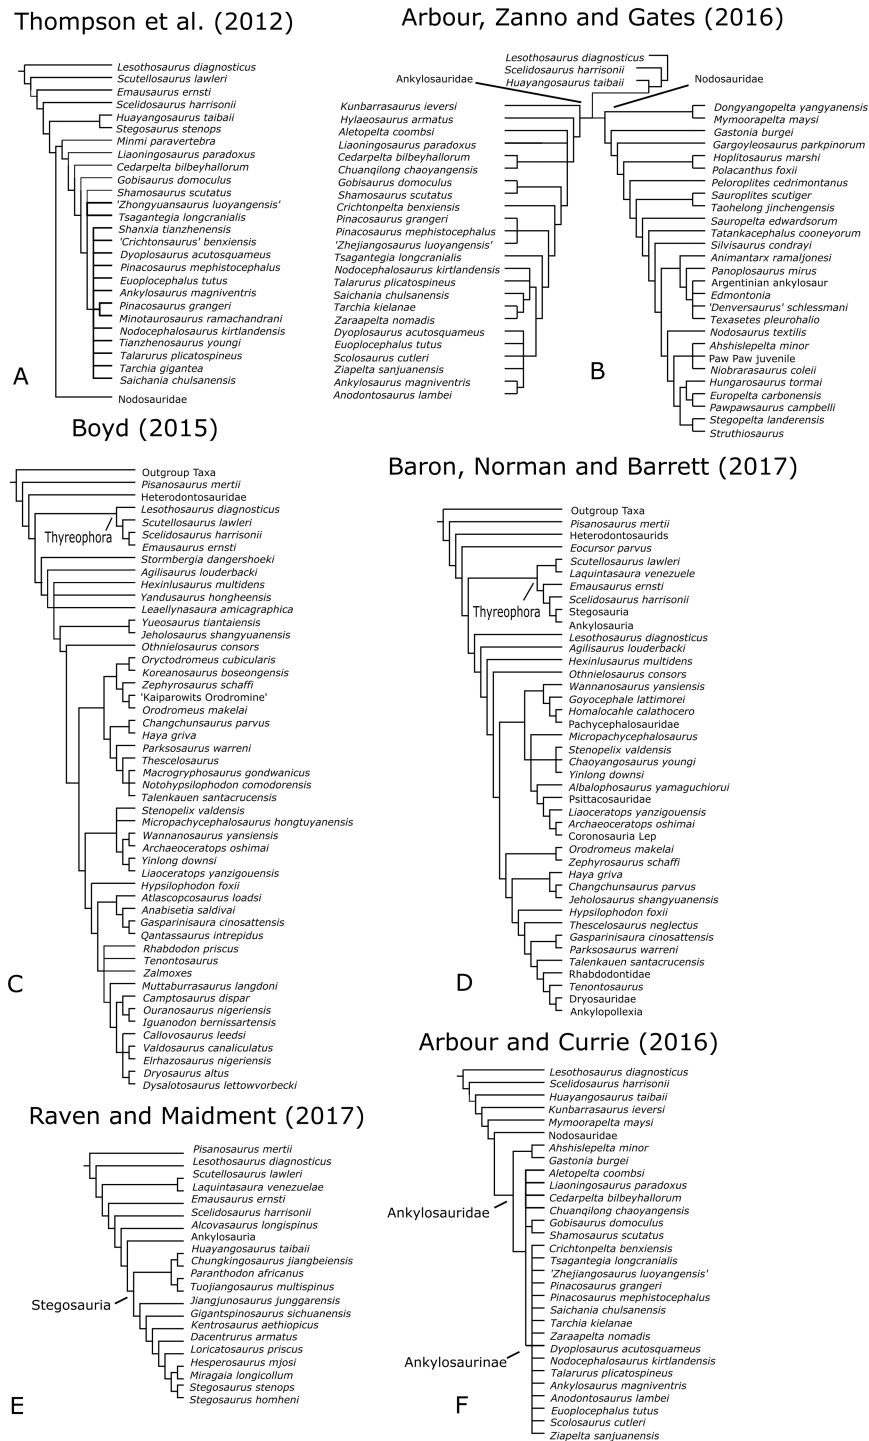 Thompson et al. (2012)
Lesothosaurus diagnosticus
Scutellosaurus lawleri
Emausaurus ernsti
Scelidosaurus harrisonii
Huayangosaurus taibaii
Stegosaurus stenops
Minmi paravertebra
Liaoningosaurus paradoxus
Cedarpelta bilbeyhallorum
Gobisaurus domoculus
Shamosaurus scutatus
'Zhongyuansaurus luoyangensis'
Tsagantegia longcranialis
Shanxia tianzhenensis
'Crichtonsaurus' benxiensis
Dyoplosaurus acutosqameus
Pinacosaurus mephistocephalus
Euoplocephalus tutus
Ankylosaurus magniventris
Pinacosaurus grangeri
Minotaurosaurus ramachandrani
Nodocephalosaurus kirtlandensis
Tianzhenosaurus youngi
Talarurus plicatospineus
Tarchia gigantea
Saichania chulsanensis
Nodosauridae
A
Arbour, Zanno and Gates (2016)
Lesothosaurus diagnosticus
Scelidosaurus harrisonii
Huayangosaurus taibaii
Ankylosauridae
Nodosauridae
Kunbarrasaurus ieversi
Hylaeosaurus armatus
Aletopelta coombsi
Liaoningosaurus paradoxus
Cedarpelta bilbeyhallorum
Chuanqilong chaoyangensis
Gobisaurus domoculus
Shamosaurus scutatus
Crichtonpelta benxiensis
Pinacosaurus grangeri
Pinacosaurus mephistocephalus
'Zhejiangosaurus luoyangensis'
Tsagantegia longcranialis
Nodocephalosaurus kirtlandensis
Talarurus plicatospineus
Saichania chulsanensis
Tarchia kielanae
Zaraapelta nomadis
Dyoplosaurus acutosquameus
Euoplocephalus tutus
Scolosaurus cutleri
Ziapelta sanjuanensis
Ankylosaurus magniventris
Anodontosaurus lambei
Dongyangopelta yangyanensis
Mymoorapelta maysi
Gastonia burgei
Gargoyleosaurus parkpinorum
Hoplitosaurus marshi
Polacanthus foxii
Peloroplites cedrimontanus
Sauroplites scutiger
Taohelong jinchengensis
Sauropelta edwardsorum
Tatankacephalus cooneyorum
Silvisaurus condrayi
Animantarx ramaljonesi
Panoplosaurus mirus
Argentinian ankylosaur
Edmontonia
'Denversaurus' schlessmani
Texasetes pleurohalio
Nodosaurus textilis
Ahshislepelta minor
Paw Paw juvenile
Niobrarasaurus coleii
Hungarosaurus tormai
Europelta carbonensis
Pawpawsaurus campbelli
Stegopelta landerensis
Struthiosaurus
B
Boyd (2015)
Outgroup Taxa
Pisanosaurus mertii
Heterodontosauridae
Lesothosaurus diagnosticus
Scutellosaurus lawleri
Scelidosaurus harrisonii
Emausaurus ernsti
Thyreophora
Stormbergia dangershoeki
Agilisaurus louderbacki
Hexinlusaurus multidens
Yandusaurus hongheensis
Leaellynasaura amicagraphica
Yueosaurus tiantaiensis
Jeholosaurus shangyuanensis
Othnielosaurus consors
Oryctodromeus cubicularis
Koreanosaurus boseongensis
Zephyrosaurus schaffi
'Kaiparowits Orodromine'
Orodromeus makelai
Changchunsaurus parvus
Haya griva
Parksosaurus warreni
Thescelosaurus
Macrogryphosaurus gondwanicus
Notohypsilophodon comodorensis
Talenkauen santacrucensis
Stenopelix valdensis
Micropachycephalosaurus hongtuyanensis
Wannanosaurus yansiensis
Archaeoceratops oshimai
Yinlong downsi
Liaoceratops yanzigouensis
Hypsilophodon foxii
Atlascopcosaurus loadsi
Anabisetia saldivai
Gasparinisaura cinosattensis
Qantassaurus intrepidus
Rhabdodon priscus
Tenontosaurus
Zalmoxes
Muttaburrasaurus langdoni
Camptosaurus dispar
Ouranosaurus nigeriensis
Iguanodon bernissartensis
Callovosaurus leedsi
Valdosaurus canaliculatus
Elrhazosaurus nigeriensis
Dryosaurus altus
Dysalotosaurus lettowvorbecki
C
Baron, Norman and Barrett (2017)
Outgroup Taxa
Pisanosaurus mertii
Heterodontosaurids
Eocursor parvus
Scutellosaurus lawleri
Laquintasaura venezuele
Emausaurus ernsti
Scelidosaurus harrisonii
Stegosauria
Ankylosauria
Thyreophora
Lesothosaurus diagnosticus
Agilisaurus louderbacki
Hexinlusaurus multidens
Othnielosaurus consors
Wannanosaurus yansiensis
Goyocephale lattimorei
Homalocahle calathocero
Pachycephalosauridae
Micropachycephalosaurus
Stenopelix valdensis
Chaoyangosaurus youngi
Yinlong downsi
Albalophosaurus yamaguchiorui
Psittacosauridae
Liaoceratops yanzigouensis
Archaeoceratops oshimai
Coronosauria Lep
Orodromeus makelai
Zephyrosaurus schaffi
Haya griva
Changchunsaurus parvus
Jeholosaurus shangyuanensis
Hypsilophodon foxii
Thescelosaurus neglectus
Gasparinisaura cinosattensis
Parksosaurus warreni
Talenkauen santacrucensis
Rhabdodontidae
Tenontosaurus
Dryosauridae
Ankylopollexia
D
Raven and Maidment (2017)
Pisanosaurus mertii
Lesothosaurus diagnosticus
Scutellosaurus lawleri
Laquintasaura venezuelae
Emausaurus ernsti
Scelidosaurus harrisonii
Alcovasaurus longispinus
Ankylosauria
Huayangosaurus taibaii
Chungkingosaurus jiangbeiensis
Paranthodon africanus
Tuojiangosaurus multispinus
Stegosauria
Jiangjunosaurus junggarensis
Gigantspinosaurus sichuanensis
Kentrosaurus aethiopicus
Dacentrurus armatus
Loricatosaurus priscus
Hesperosaurus mjosi
Miragaia longicollum
Stegosaurus stenops
Stegosaurus homheni
E
Arbour and Currie (2016)
Lesothosaurus diagnosticus
Scelidosaurus harrisonii
Huayangosaurus taibaii
Kunbarrasaurus ieversi
Mymoorapelta maysi
Nodosauridae
Ahshislepelta minor
Gastonia burgei
Aletopelta coombsi
Liaoningosaurus paradoxus
Cedarpelta bilbeyhallorum
Chuanqilong chaoyangensis
Ankylosauridae
Gobisaurus domoculus
Shamosaurus scutatus
Crichtonpelta benxiensis
Tsagantegia longcranialis
'Zhejiangosaurus luoyangensis'
Pinacosaurus grangeri
Pinacosaurus mephistocephalus
Saichania chulsanensis
Tarchia kielanae
Zaraapelta nomadis
Dyoplosaurus acutosquameus
Ankylosaurinae
Nodocephalosaurus kirtlandensis
Talarurus plicatospineus
Ankylosaurus magniventris
Anodontosaurus lambei
Euoplocephalus tutus
Scolosaurus cutleri
Ziapelta sanjuanensis
F